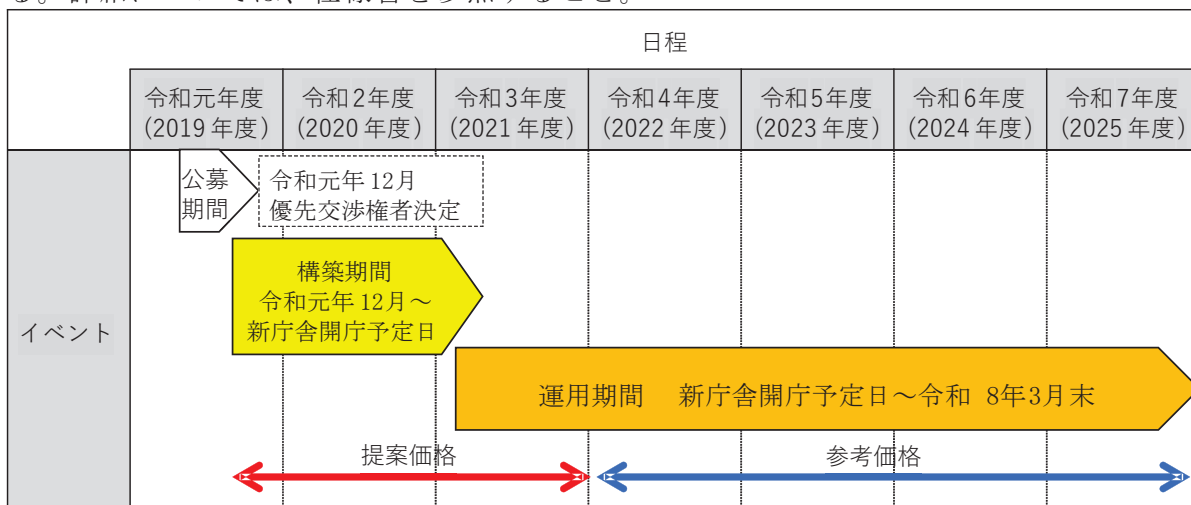 日程
令和元年度 令和2年度 令和3年度 令和4年度 令和5年度 令和6年度 令和7年度
(2019年度) (2020年度) (2021年度) (2022年度) (2023年度) (2024年度) (2025年度)
イベント
公募
期間
令和元年12月
優先交渉権者決定
構築期間
令和元年12月～
新庁舎開庁予定日
運用期間 新庁舎開庁予定日～令和 8年3月末
提案価格 参考価格